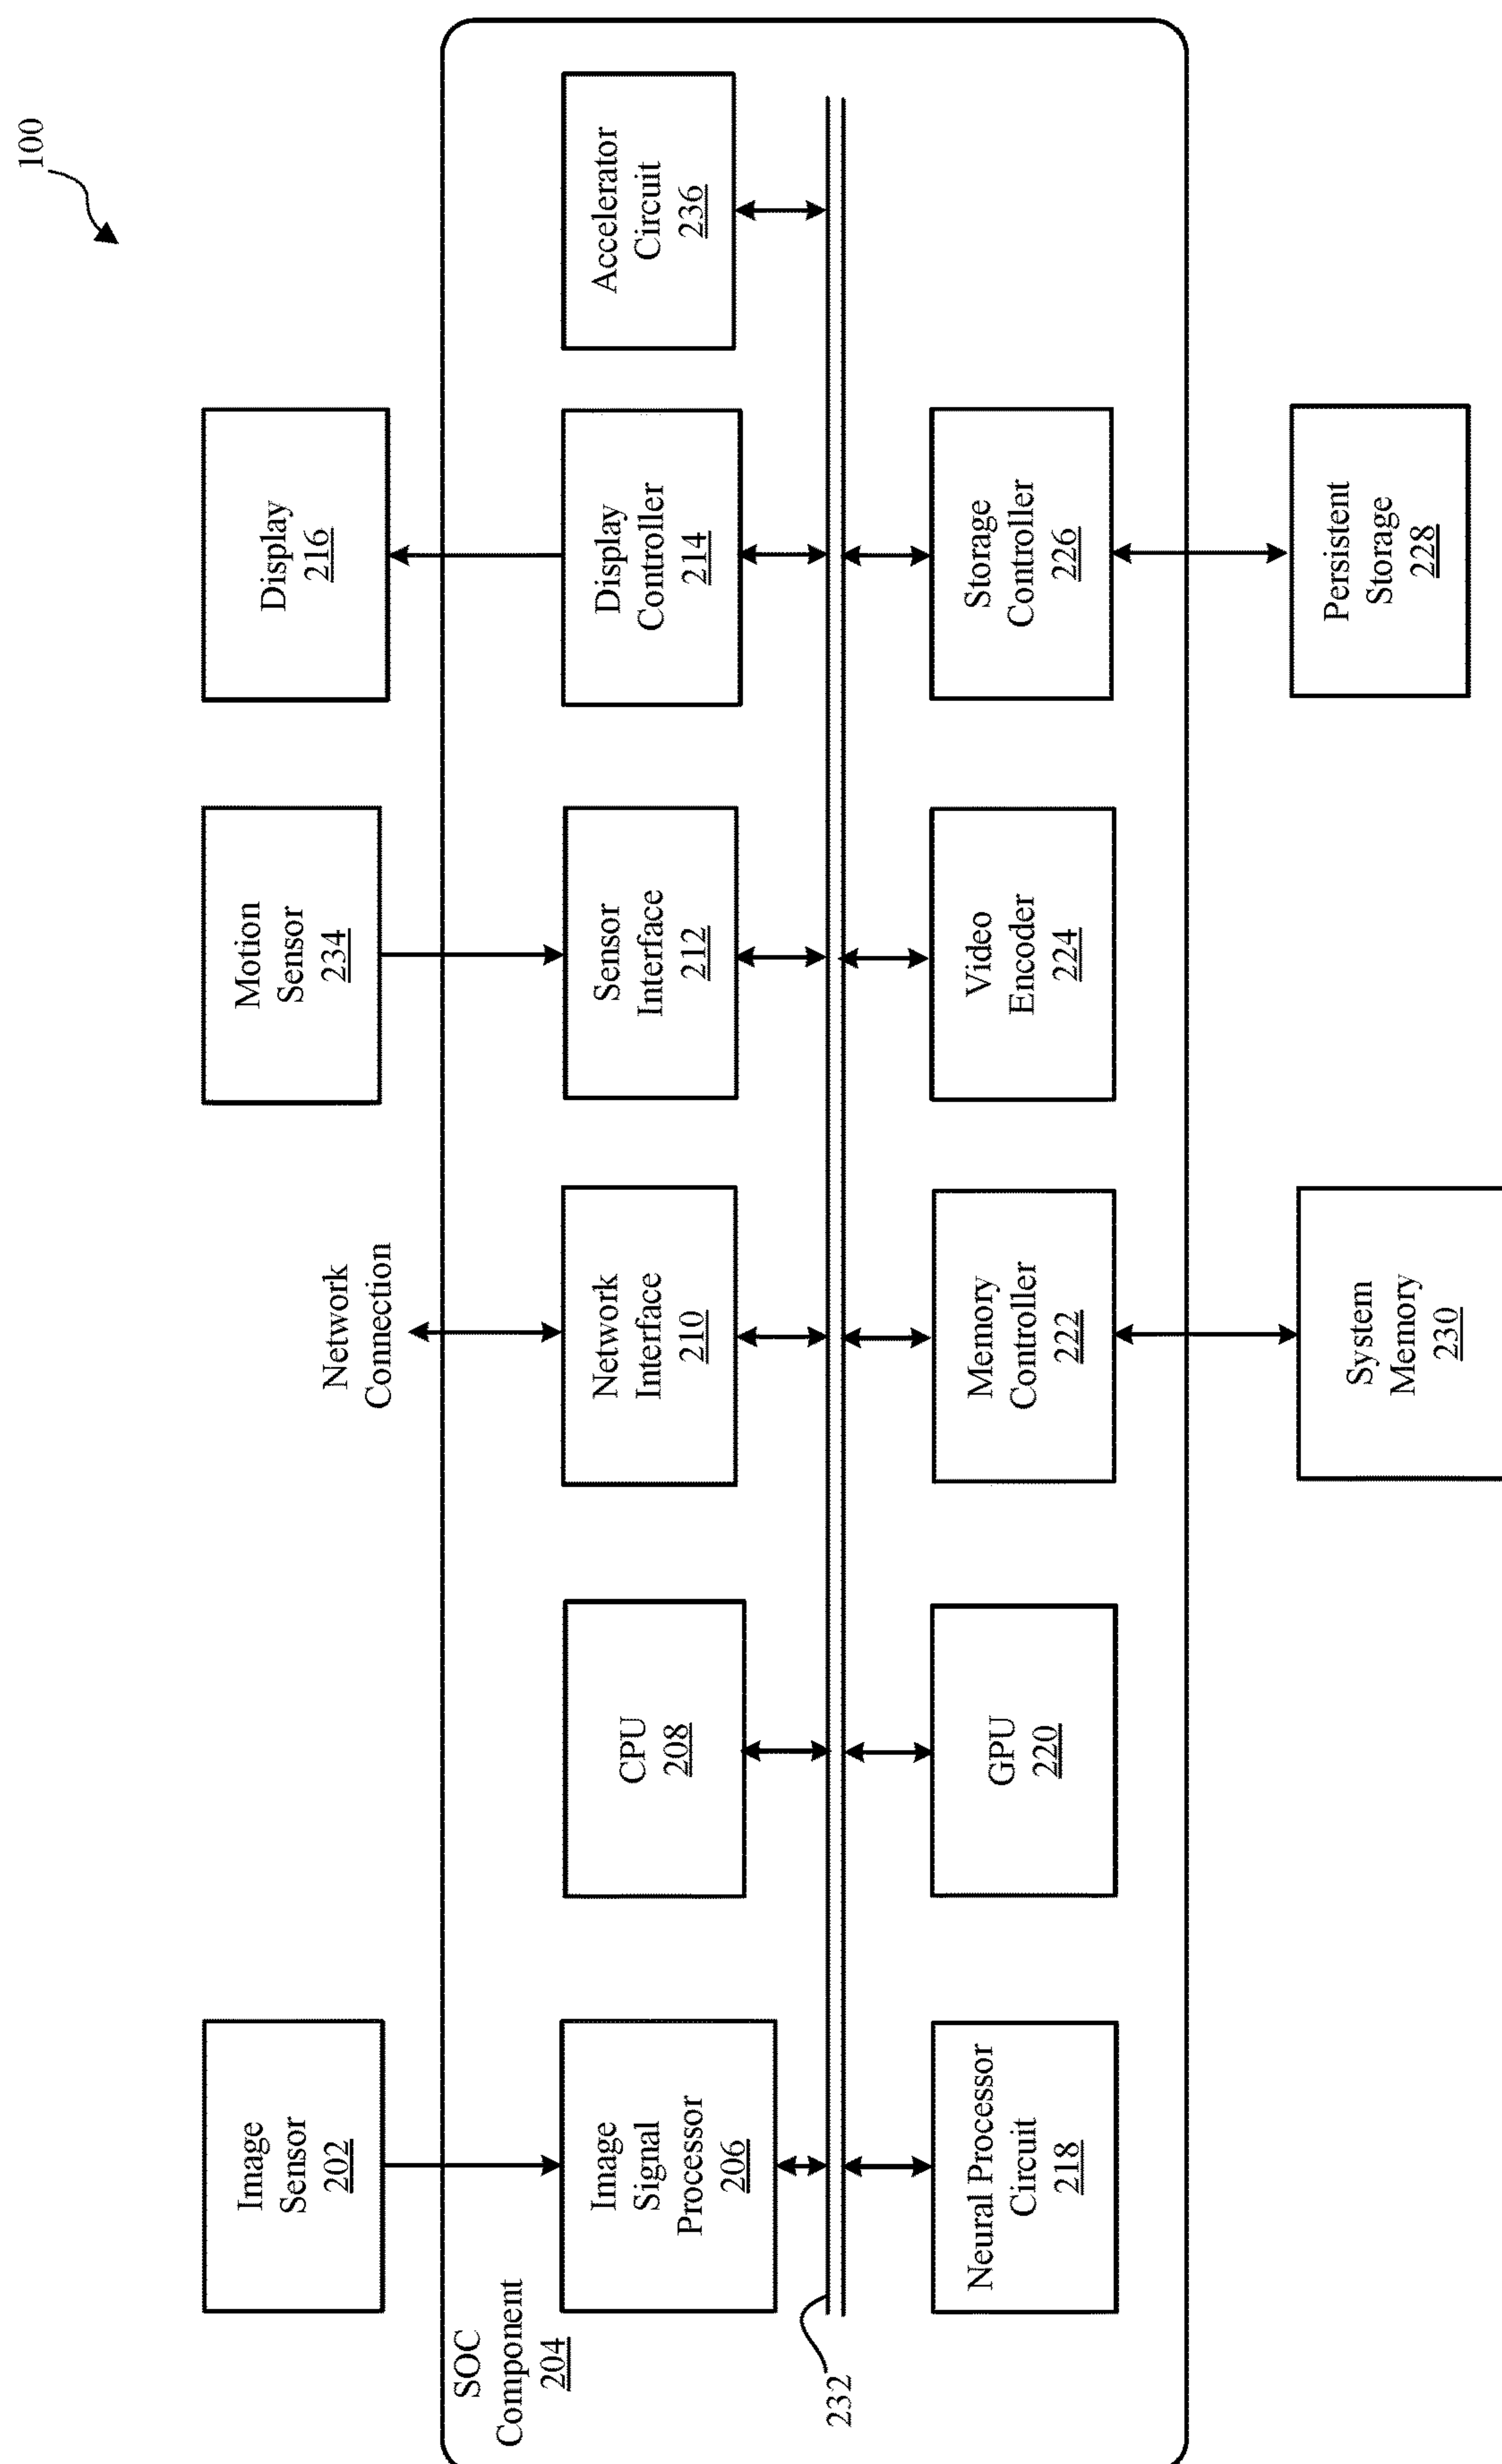 100
Image
Sensor
202
Network
Connection
Motion
Sensor
234
Display
216
SOC
Component
204
Image
Signal
Processor
206
CPU
208
Network
Interface
210
Sensor
Interface
212
Display
Controller
214
Accelerator
Circuit
236
232
Neural Processor
Circuit
218
GPU
220
Memory
Controller
222
Video
Encoder
224
Storage
Controller
226
System
Memory
230
Persistent
Storage
228